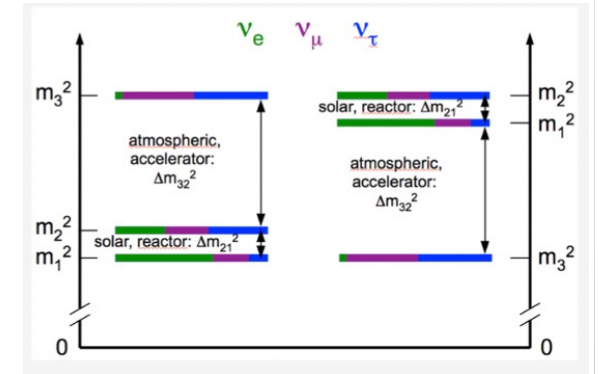 νe νμ ντ
m₃²
m₂²
solar, reactor: Δm₂₁²
m₁²
atmospheric,
accelerator:
Δm₃₂²
atmospheric,
accelerator:
Δm₃₂²
m₂²
solar, reactor: Δm₂₁²
m₁²
m₃²
0
0